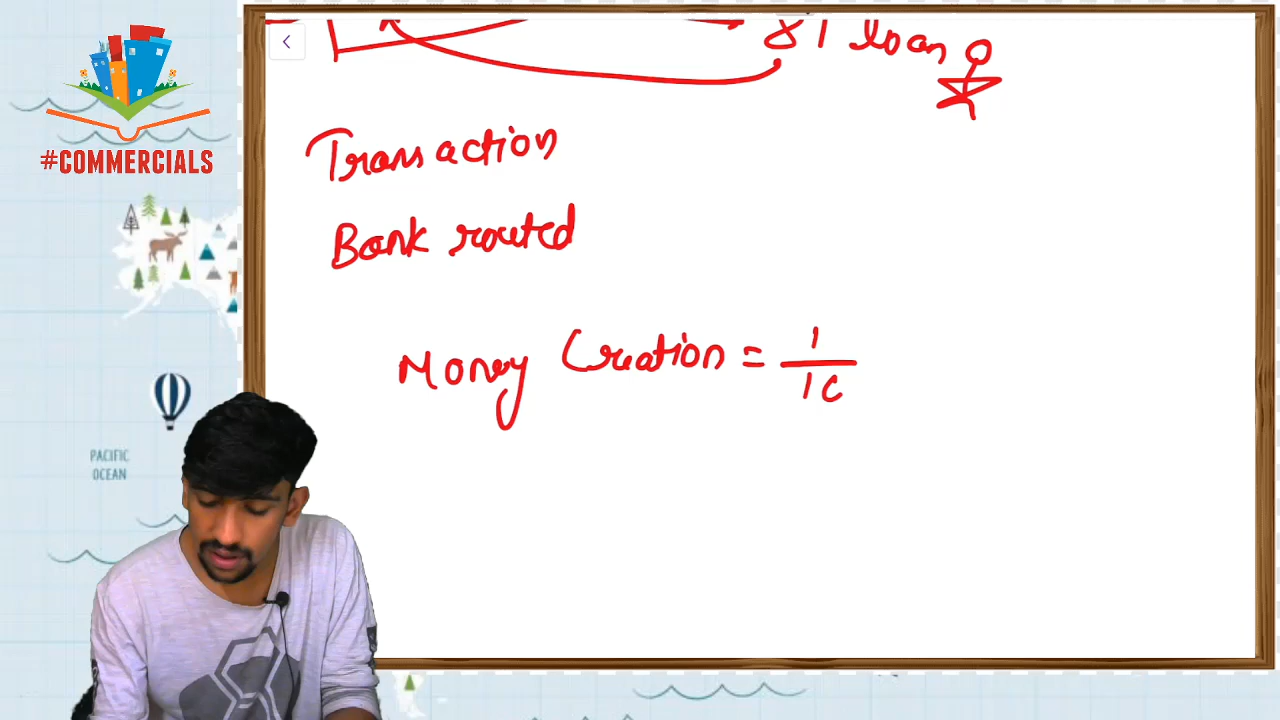 81 loan
#COMMERCIALS
Transaction
Bank routed
Money Creation = 1/1c
PACIFIC
OCEAN